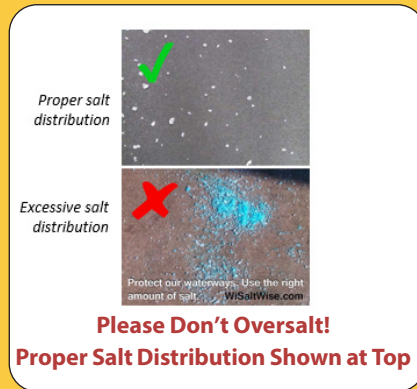 Proper salt
distribution
Excessive salt
distribution
Protect our waterways. Use the right
amount of salt. WiSaltWise.com
Please Don't Oversalt!
Proper Salt Distribution Shown at Top